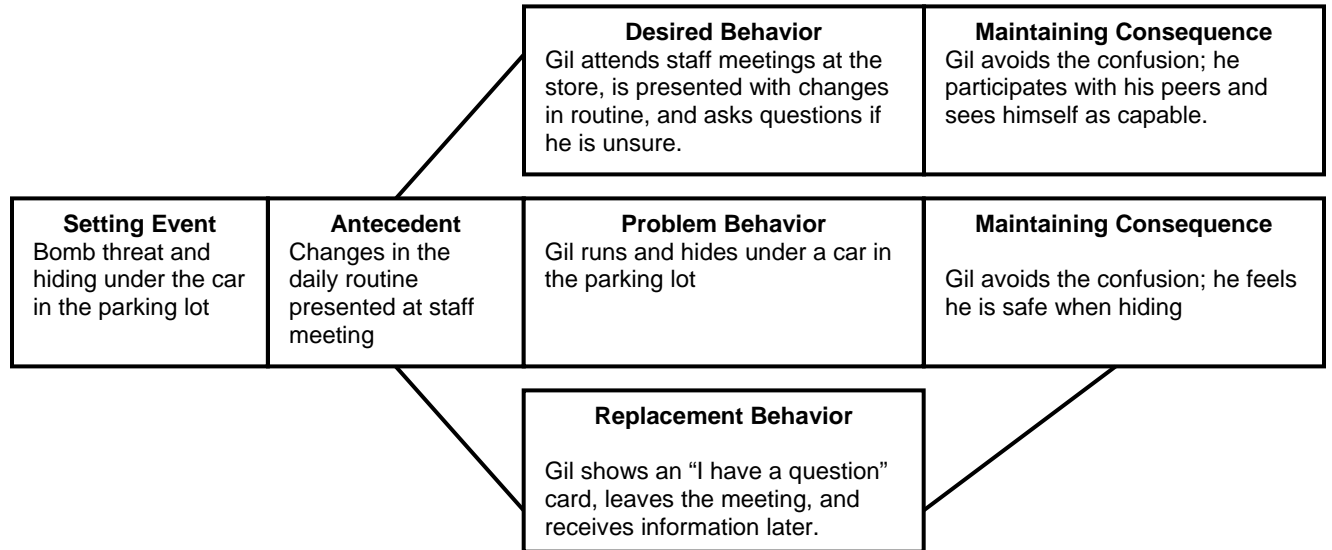 Desired Behavior
Gil attends staff meetings at the
store, is presented with changes
in routine, and asks questions if
he is unsure.
Maintaining Consequence
Gil avoids the confusion; he
participates with his peers and
sees himself as capable.
Setting Event
Bomb threat and
hiding under the car
in the parking lot
Antecedent
Changes in the
daily routine
presented at staff
meeting
Problem Behavior
Gil runs and hides under a car in
the parking lot
Maintaining Consequence
Gil avoids the confusion; he feels
he is safe when hiding
Replacement Behavior
Gil shows an “I have a question”
card, leaves the meeting, and
receives information later.